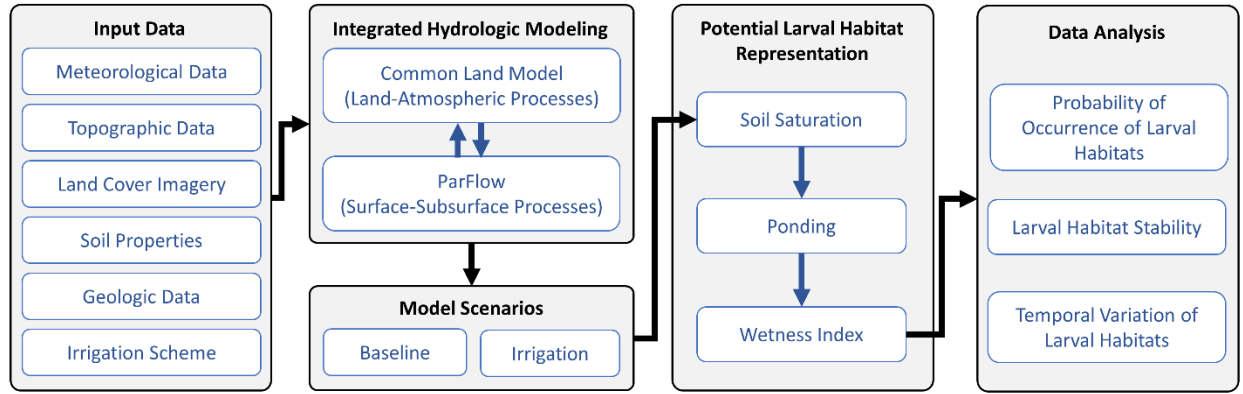 Input Data
Meteorological Data
Topographic Data
Land Cover Imagery
Soil Properties
Geologic Data
Irrigation Scheme
Integrated Hydrologic Modeling
Common Land Model
(Land-Atmospheric Processes)
ParFlow
(Surface-Subsurface Processes)
Model Scenarios
Baseline
Irrigation
Potential Larval Habitat
Representation
Soil Saturation
Ponding
Wetness Index
Data Analysis
Probability of
Occurrence of Larval
Habitats
Larval Habitat Stability
Temporal Variation of
Larval Habitats